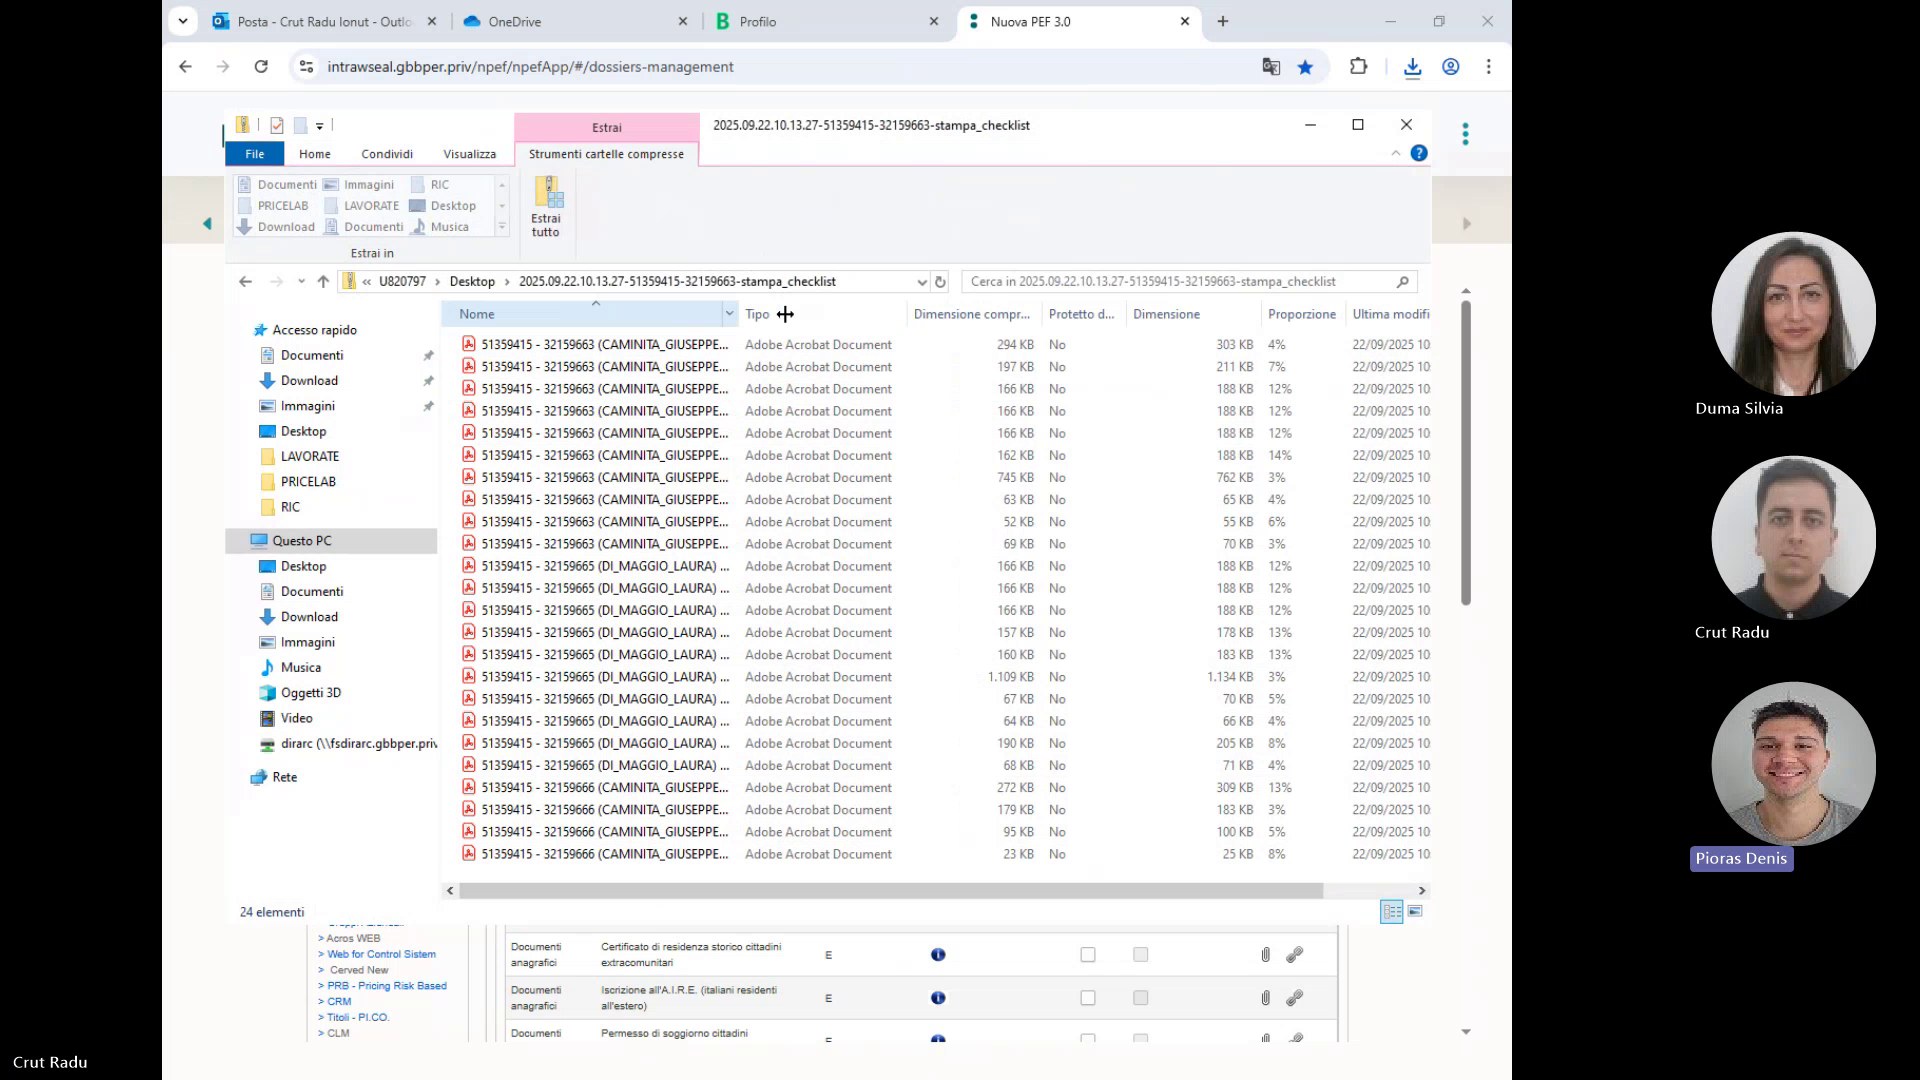 Posta - Crut Radu Ionut - Outlo
OneDrive
Profilo
Nuova PEF 3.0
intrawseal.gbbper.priv/npef/npefApp/#/dossiers-management
Estrai
2025.09.22.10.13.27-51359415-32159663-stampa_checklist
File
Home
Condividi
Visualizza
Strumenti cartelle compresse
Documenti
Immagini
RIC
PRICELAB
LAVORATE
Desktop
Download
Documenti
Musica
Estrai in
Estrai
tutto
« U820797 › Desktop › 2025.09.22.10.13.27-51359415-32159663-stampa_checklist
Cerca in 2025.09.22.10.13.27-51359415-32159663-stampa_checklist
Accesso rapido
Documenti
Download
Immagini
Desktop
LAVORATE
PRICELAB
RIC
Questo PC
Desktop
Documenti
Download
Immagini
Musica
Oggetti 3D
Video
dirarc (\\fsdirarc.gbbper.priv
Rete
Nome Tipo Dimensione compr... Protetto d... Dimensione Proporzione Ultima modifi
51359415 - 32159663 (CAMINITA_GIUSEPPE... Adobe Acrobat Document 294 KB No 303 KB 4% 22/09/2025 10
51359415 - 32159663 (CAMINITA_GIUSEPPE... Adobe Acrobat Document 197 KB No 211 KB 7% 22/09/2025 10
51359415 - 32159663 (CAMINITA_GIUSEPPE... Adobe Acrobat Document 166 KB No 188 KB 12% 22/09/2025 10
51359415 - 32159663 (CAMINITA_GIUSEPPE... Adobe Acrobat Document 166 KB No 188 KB 12% 22/09/2025 10
51359415 - 32159663 (CAMINITA_GIUSEPPE... Adobe Acrobat Document 166 KB No 188 KB 12% 22/09/2025 10
51359415 - 32159663 (CAMINITA_GIUSEPPE... Adobe Acrobat Document 162 KB No 188 KB 14% 22/09/2025 10
51359415 - 32159663 (CAMINITA_GIUSEPPE... Adobe Acrobat Document 745 KB No 762 KB 3% 22/09/2025 10
51359415 - 32159663 (CAMINITA_GIUSEPPE... Adobe Acrobat Document 63 KB No 65 KB 4% 22/09/2025 10
51359415 - 32159663 (CAMINITA_GIUSEPPE... Adobe Acrobat Document 52 KB No 55 KB 6% 22/09/2025 10
51359415 - 32159663 (CAMINITA_GIUSEPPE... Adobe Acrobat Document 69 KB No 70 KB 3% 22/09/2025 10
51359415 - 32159665 (DI_MAGGIO_LAURA) ... Adobe Acrobat Document 166 KB No 188 KB 12% 22/09/2025 10
51359415 - 32159665 (DI_MAGGIO_LAURA) ... Adobe Acrobat Document 166 KB No 188 KB 12% 22/09/2025 10
51359415 - 32159665 (DI_MAGGIO_LAURA) ... Adobe Acrobat Document 166 KB No 188 KB 12% 22/09/2025 10
51359415 - 32159665 (DI_MAGGIO_LAURA) ... Adobe Acrobat Document 157 KB No 178 KB 13% 22/09/2025 10
51359415 - 32159665 (DI_MAGGIO_LAURA) ... Adobe Acrobat Document 160 KB No 183 KB 13% 22/09/2025 10
51359415 - 32159665 (DI_MAGGIO_LAURA) ... Adobe Acrobat Document 1.109 KB No 1.134 KB 3% 22/09/2025 10
51359415 - 32159665 (DI_MAGGIO_LAURA) ... Adobe Acrobat Document 67 KB No 70 KB 5% 22/09/2025 10
51359415 - 32159665 (DI_MAGGIO_LAURA) ... Adobe Acrobat Document 64 KB No 66 KB 4% 22/09/2025 10
51359415 - 32159665 (DI_MAGGIO_LAURA) ... Adobe Acrobat Document 190 KB No 205 KB 8% 22/09/2025 10
51359415 - 32159665 (DI_MAGGIO_LAURA) ... Adobe Acrobat Document 68 KB No 71 KB 4% 22/09/2025 10
51359415 - 32159666 (CAMINITA_GIUSEPPE... Adobe Acrobat Document 272 KB No 309 KB 13% 22/09/2025 10
51359415 - 32159666 (CAMINITA_GIUSEPPE... Adobe Acrobat Document 179 KB No 183 KB 3% 22/09/2025 10
51359415 - 32159666 (CAMINITA_GIUSEPPE... Adobe Acrobat Document 95 KB No 100 KB 5% 22/09/2025 10
51359415 - 32159666 (CAMINITA_GIUSEPPE... Adobe Acrobat Document 23 KB No 25 KB 8% 22/09/2025 10
24 elementi
> Acros WEB
> Web for Control Sistem
> Cerved New
> PRB - Pricing Risk Based
> CRM
> Titoli - PI.CO.
> CLM
Documenti
anagrafici
Certificato di residenza storico cittadini
extracomunitari
E
Documenti
anagrafici
Iscrizione all'A.I.R.E. (italiani residenti
all'estero)
E
Documenti
Permesso di soggiorno cittadini
E
Duma Silvia
Crut Radu
Pioras Denis
Crut Radu